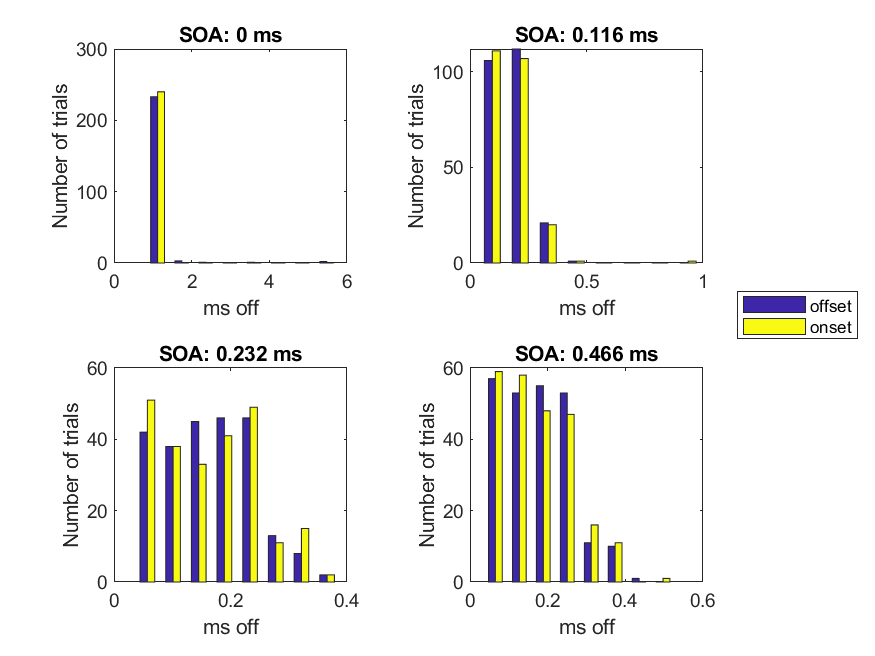 SOA: 0 ms
300
200
100
0
Number of trials
0 2 4 6
ms off
SOA: 0.116 ms
100
50
0
Number of trials
0 0.5 1
ms off
offset
onset
SOA: 0.232 ms
60
40
20
0
Number of trials
0 0.2 0.4
ms off
SOA: 0.466 ms
60
40
20
0
Number of trials
0 0.2 0.4 0.6
ms off